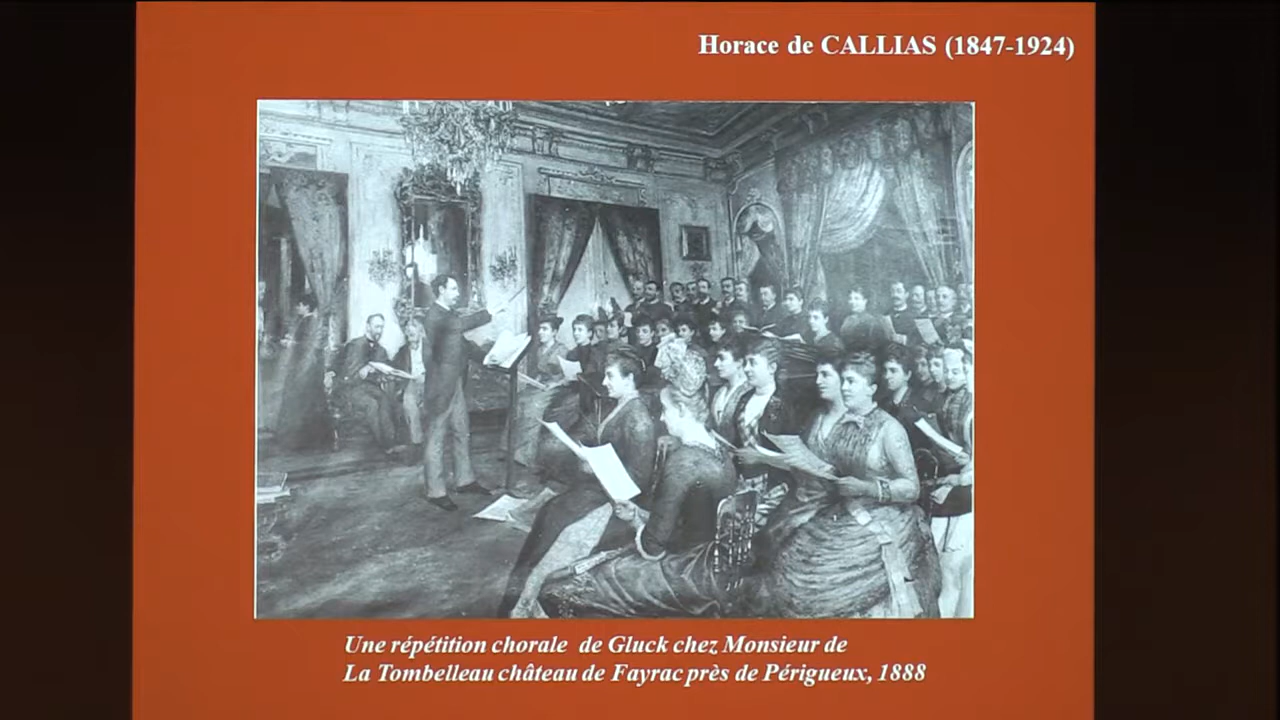 Horace de CALLIAS (1847-1924)
Une répétition chorale de Gluck chez Monsieur de
La Tombelleau château de Fayrac près de Périgueux, 1888